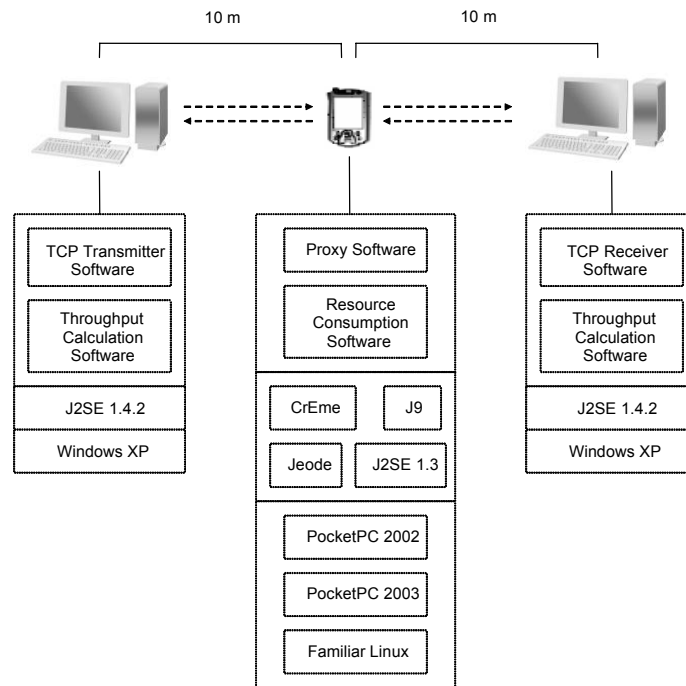 10 m
10 m
TCP Transmitter
Software
Throughput
Calculation
Software
J2SE 1.4.2
Windows XP
Proxy Software
Resource
Consumption
Software
CrEme
J9
Jeode
J2SE 1.3
PocketPC 2002
PocketPC 2003
Familiar Linux
TCP Receiver
Software
Throughput
Calculation
Software
J2SE 1.4.2
Windows XP